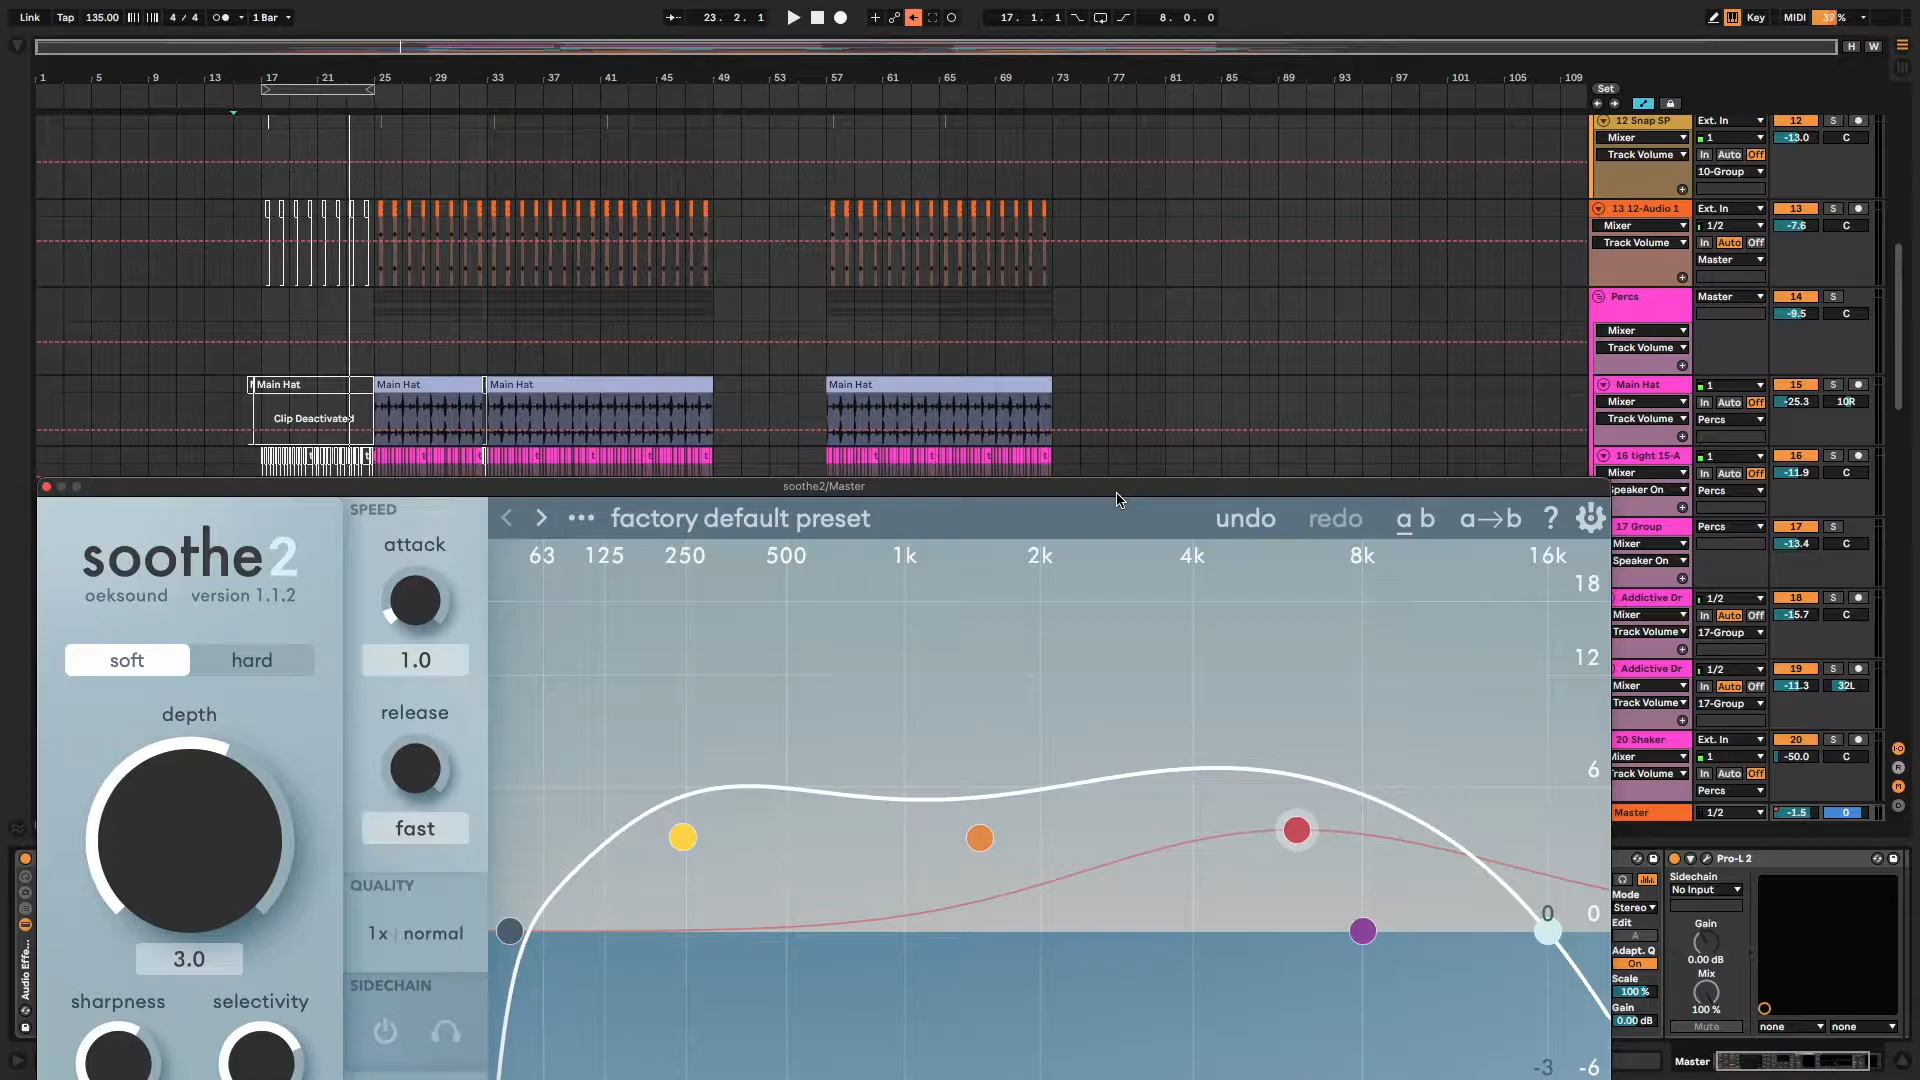 Link Tap 135.00 4 / 4 1 Bar 23. 2. 1 17. 1. 1 8. 0. 0 Key MIDI 39 %
H W
1 5 9 13 17 21 25 29 33 37 41 45 49 53 57 61 65 69 73 77 81 85 89 93 97 101 105 109
Set
12 Snap SP Ext. In 12 S
Mixer 1 -13.0 C
Track Volume In Auto Off
10-Group
13 12-Audio 1 Ext. In 13 S
Mixer 1/2 -7.6 C
Track Volume In Auto Off
Master
Percs Master 14 S
-9.5 C
Mixer
Track Volume
Main Hat Main Hat Main Hat Main Hat
Clip Deactivated
Main Hat 1 15 S
Mixer In Auto Off -25.3 10R
Track Volume Percs
16 tight 15-A 1 16 S
Mixer In Auto Off -11.9 C
Speaker On Percs
17 Group Percs 17 S
Mixer -13.4 C
Speaker On
Addictive Dr 1/2 18 S
Mixer In Auto Off -15.7 C
Track Volume 17-Group
Addictive Dr 1/2 19 S
Mixer In Auto Off -11.3 32L
Track Volume 17-Group
20 Shaker Ext. In 20 S
Mixer 1 -50.0 C
Track Volume In Auto Off
Percs
Master 1/2 -1.5 0
soothe2/Master
soothe2
oeksound version 1.1.2
soft hard
depth
3.0
sharpness selectivity
SPEED
attack
1.0
release
fast
QUALITY
1x | normal
SIDECHAIN
factory default preset undo redo a b a→b ?
63 125 250 500 1k 2k 4k 8k 16k
18
12
6
0 0
-3 -6
Audio Effe...
Mode
Stereo
Edit
A
Adapt. Q
On
Scale
100 %
Gain
0.00 dB
Pro-L 2
Sidechain
No Input
Gain
0.00 dB
Mix
100 %
Mute none none
Master
R
M
D